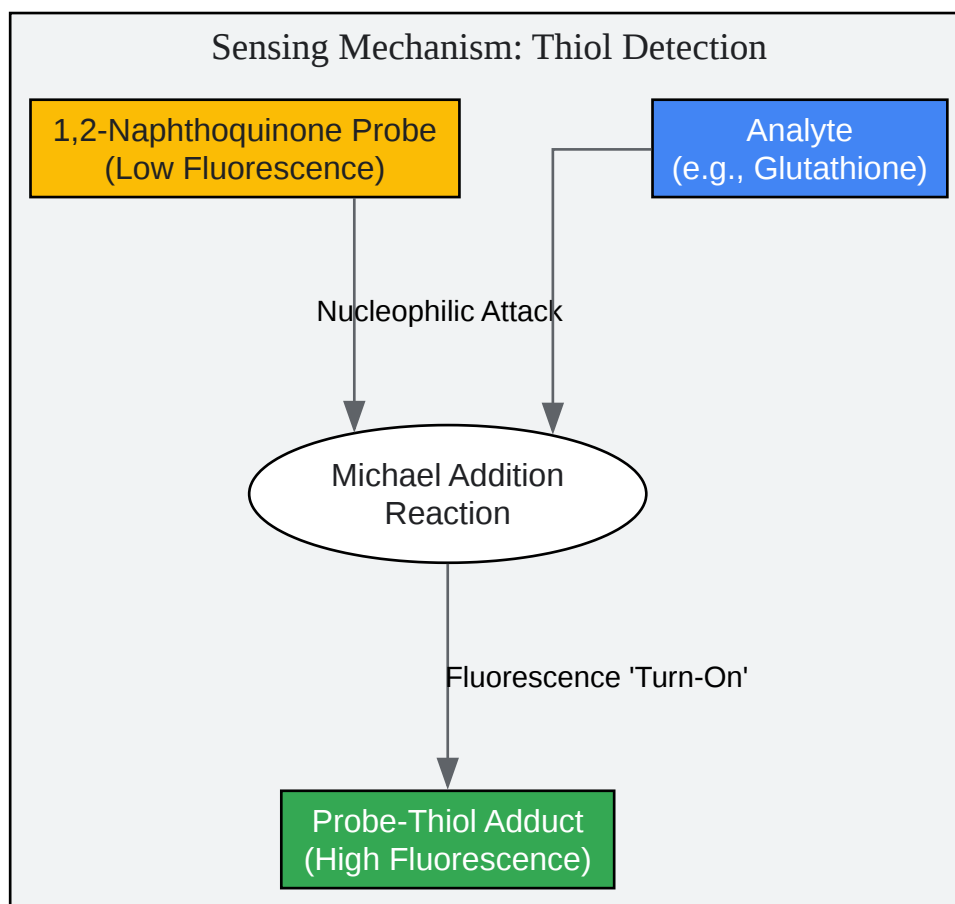 Sensing Mechanism: Thiol Detection
1,2-Naphthoquinone Probe
(Low Fluorescence)
Analyte
(e.g., Glutathione)
Nucleophilic Attack
Michael Addition
Reaction
Fluorescence 'Turn-On'
Probe-Thiol Adduct
(High Fluorescence)